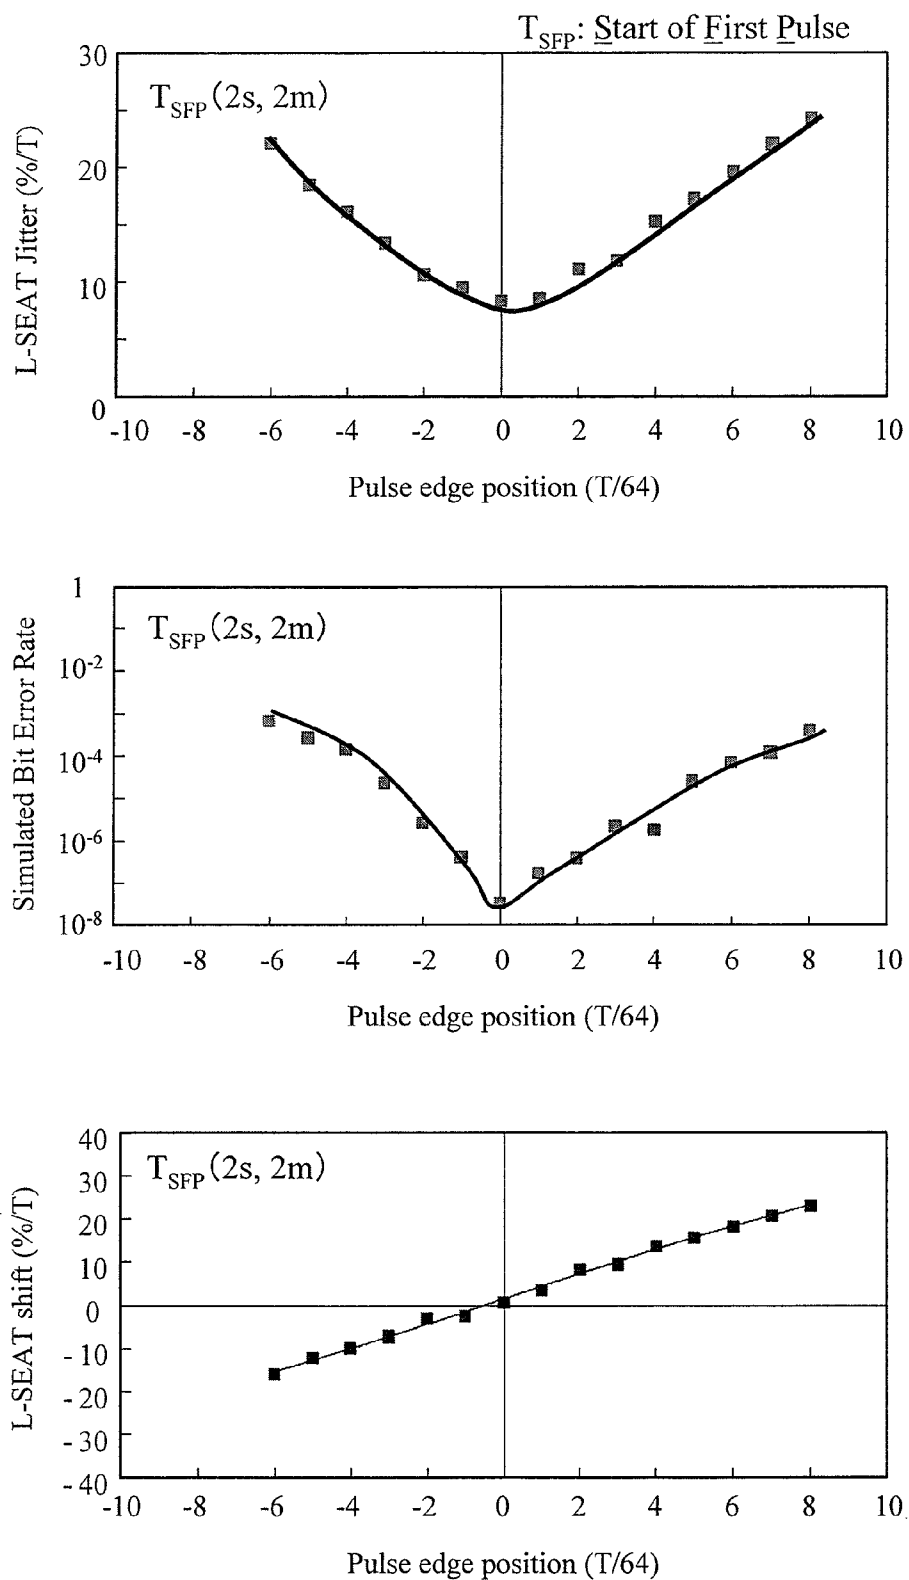 T_SFP: Start of First Pulse
30
T_SFP (2s, 2m)
20
10
0
L-SEAT Jitter (%/T)
-10 -8 -6 -4 -2 0 2 4 6 8 10
Pulse edge position (T/64)
1
T_SFP (2s, 2m)
10^-2
10^-4
10^-6
10^-8
Simulated Bit Error Rate
-10 -8 -6 -4 -2 0 2 4 6 8 10
Pulse edge position (T/64)
40
T_SFP (2s, 2m)
30
20
10
0
- 10
- 20
- 30
- 40
L-SEAT shift (%/T)
-10 -8 -6 -4 -2 0 2 4 6 8 10
Pulse edge position (T/64)